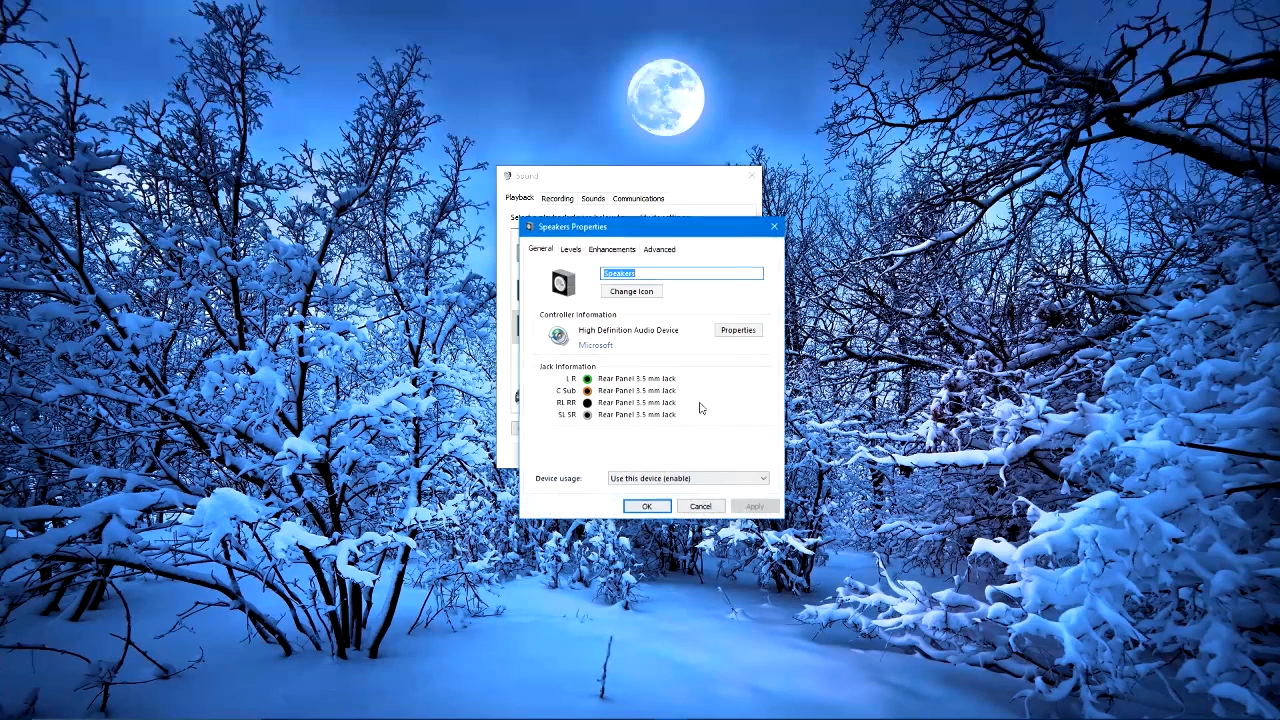 Sound
Playback Recording Sounds Communications
Speakers Properties
General Levels Enhancements Advanced
Speakers
Change Icon
Controller Information
High Definition Audio Device Properties
Microsoft
Jack Information
L R Rear Panel 3.5 mm Jack
C Sub Rear Panel 3.5 mm Jack
RL RR Rear Panel 3.5 mm Jack
SL SR Rear Panel 3.5 mm Jack
Device usage: Use this device (enable)
OK Cancel Apply